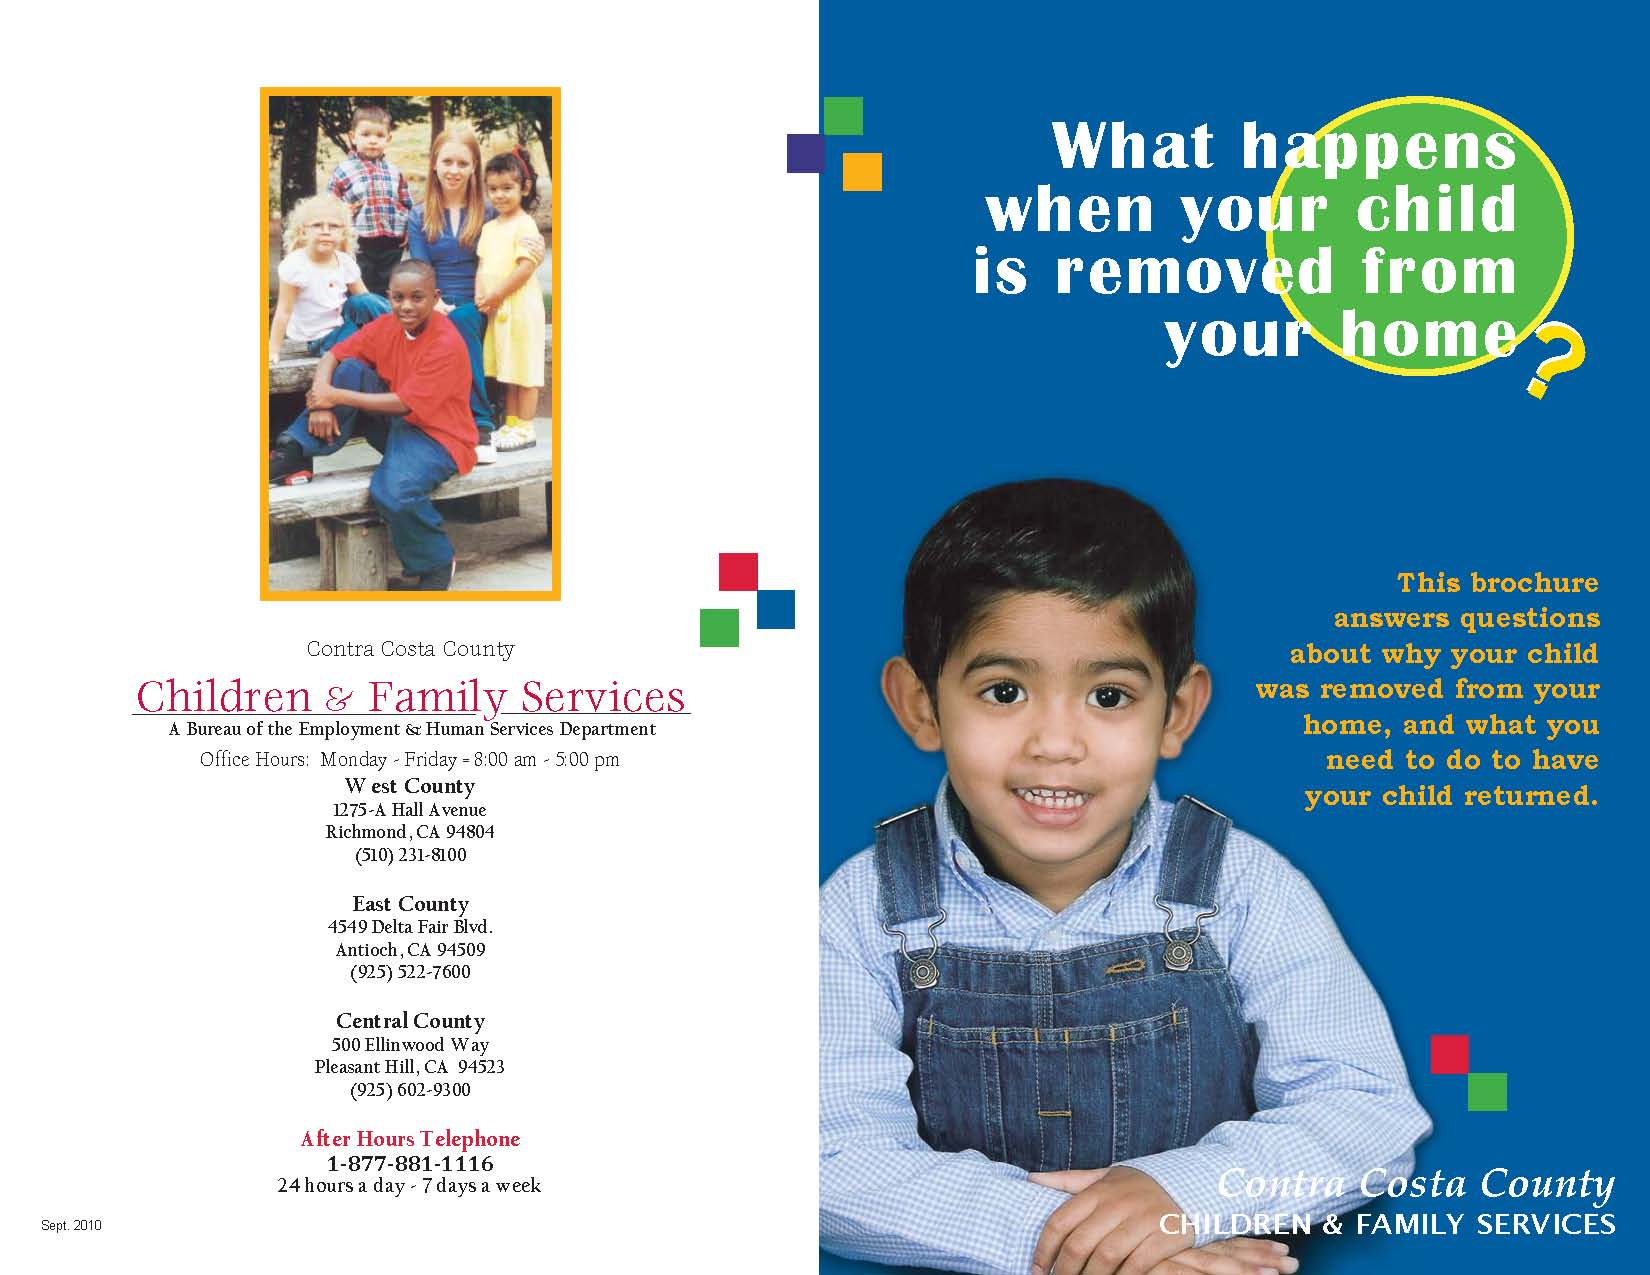 Contra Costa County
Children & Family Services
A Bureau of the Employment & Human Services Department
Office Hours: Monday - Friday = 8:00 am - 5:00 pm
West County
1275-A Hall Avenue
Richmond, CA 94804
(510) 231-8100
East County
4549 Delta Fair Blvd.
Antioch, CA 94509
(925) 522-7600
Central County
500 Ellinwood Way
Pleasant Hill, CA 94523
(925) 602-9300
After Hours Telephone
1-877-881-1116
24 hours a day - 7 days a week
Sept. 2010
What happens
when your child
is removed from
your home?
This brochure
answers questions
about why your child
was removed from your
home, and what you
need to do to have
your child returned.
Contra Costa County
CHILDREN & FAMILY SERVICES